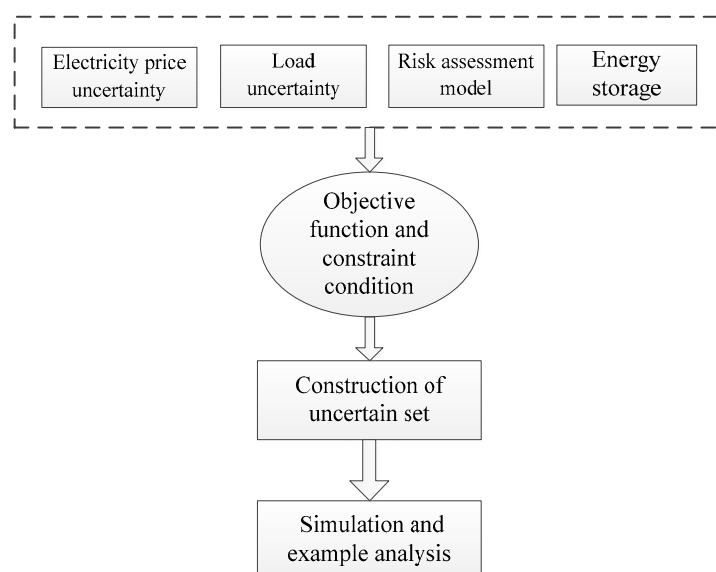 Electricity price
uncertainty
Load
uncertainty
Risk assessment
model
Energy
storage
Objective
function and
constraint
condition
Construction of
uncertain set
Simulation and
example analysis